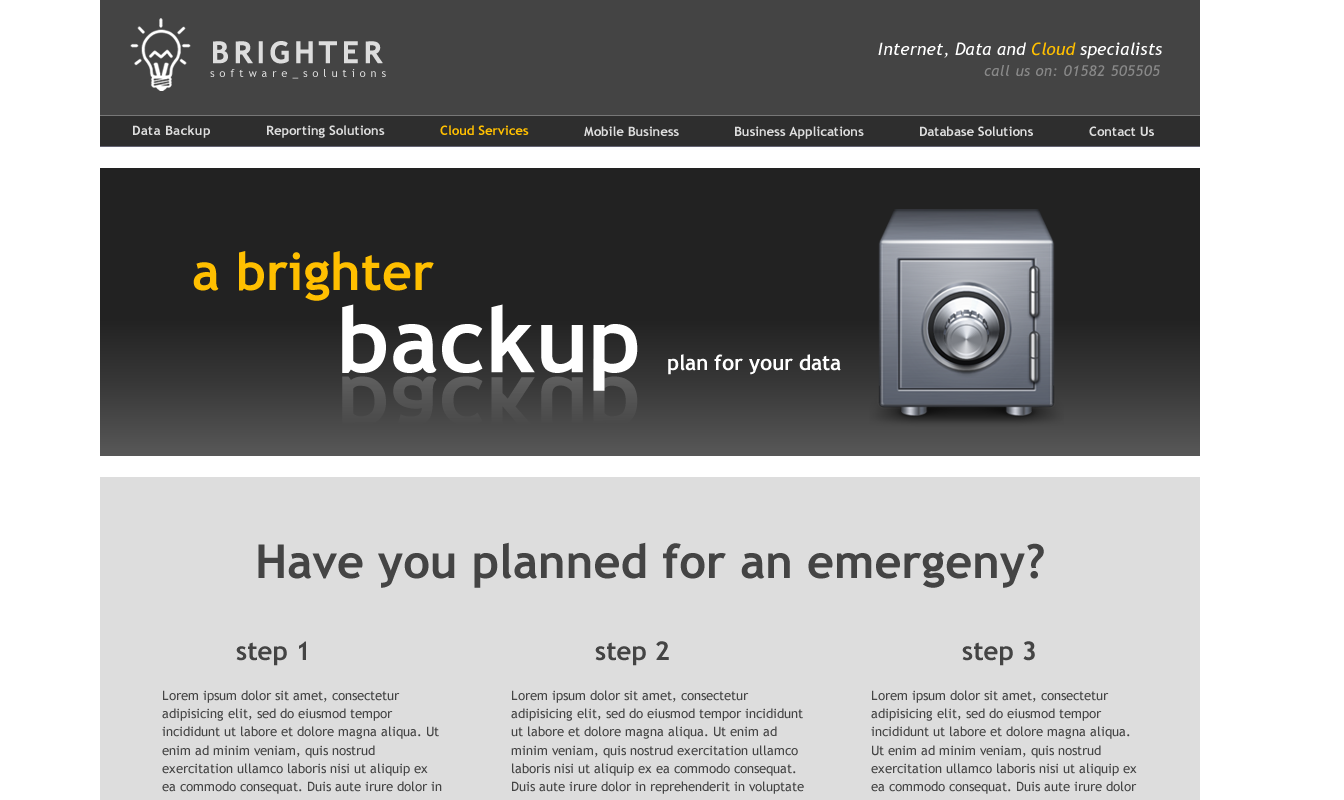 BRIGHTER
software_solutions
Internet, Data and Cloud specialists
call us on: 01582 505505
Data Backup Reporting Solutions Cloud Services Mobile Business Business Applications Database Solutions Contact Us
a brighter
backup
plan for your data
Have you planned for an emergeny?
step 1
Lorem ipsum dolor sit amet, consectetur
adipisicing elit, sed do eiusmod tempor
incididunt ut labore et dolore magna aliqua. Ut
enim ad minim veniam, quis nostrud
exercitation ullamco laboris nisi ut aliquip ex
ea commodo consequat. Duis aute irure dolor in
step 2
Lorem ipsum dolor sit amet, consectetur
adipisicing elit, sed do eiusmod tempor incididunt
ut labore et dolore magna aliqua. Ut enim ad
minim veniam, quis nostrud exercitation ullamco
laboris nisi ut aliquip ex ea commodo consequat.
Duis aute irure dolor in reprehenderit in voluptate
step 3
Lorem ipsum dolor sit amet, consectetur
adipisicing elit, sed do eiusmod tempor
incididunt ut labore et dolore magna aliqua.
Ut enim ad minim veniam, quis nostrud
exercitation ullamco laboris nisi ut aliquip ex
ea commodo consequat. Duis aute irure dolor